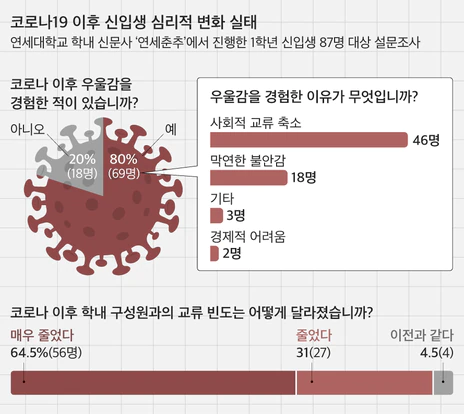 코로나19 이후 신입생 심리적 변화 실태
연세대학교 학내 신문사 '연세춘추'에서 진행한 1학년 신입생 87명 대상 설문조사
코로나 이후 우울감을
경험한 적이 있습니까?
아니오
예
20%
(18명)
80%
(69명)
우울감을 경험한 이유가 무엇입니까?
사회적 교류 축소
46명
막연한 불안감
18명
기타
3명
경제적 어려움
2명
코로나 이후 학내 구성원과의 교류 빈도는 어떻게 달라졌습니까?
매우 줄었다
64.5%(56명)
줄었다
31(27)
이전과 같다
4.5(4)